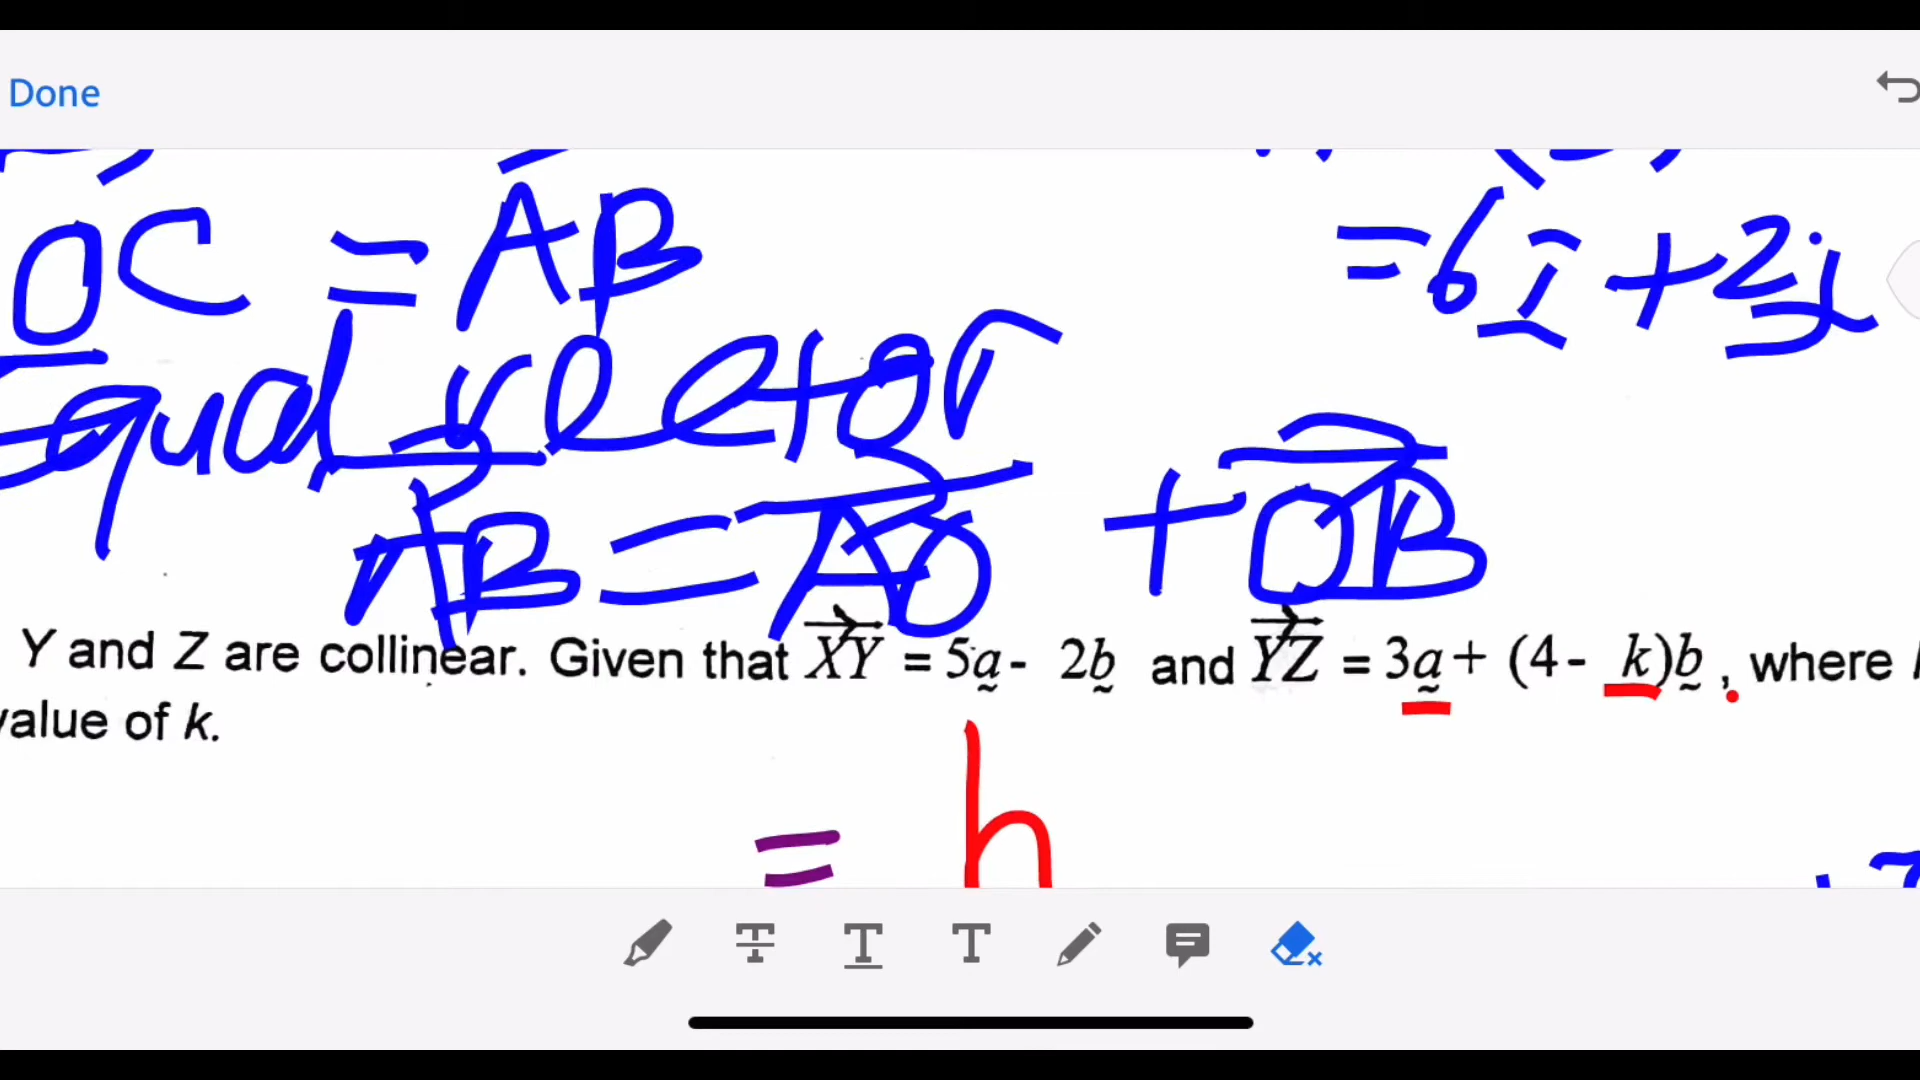 Done
OC = AB
= 6i + 2j
Equal vector
AB = AO + OB
Y and Z are collinear. Given that XY = 5a - 2b and YZ = 3a + (4 - k)b, where
value of k.
= h